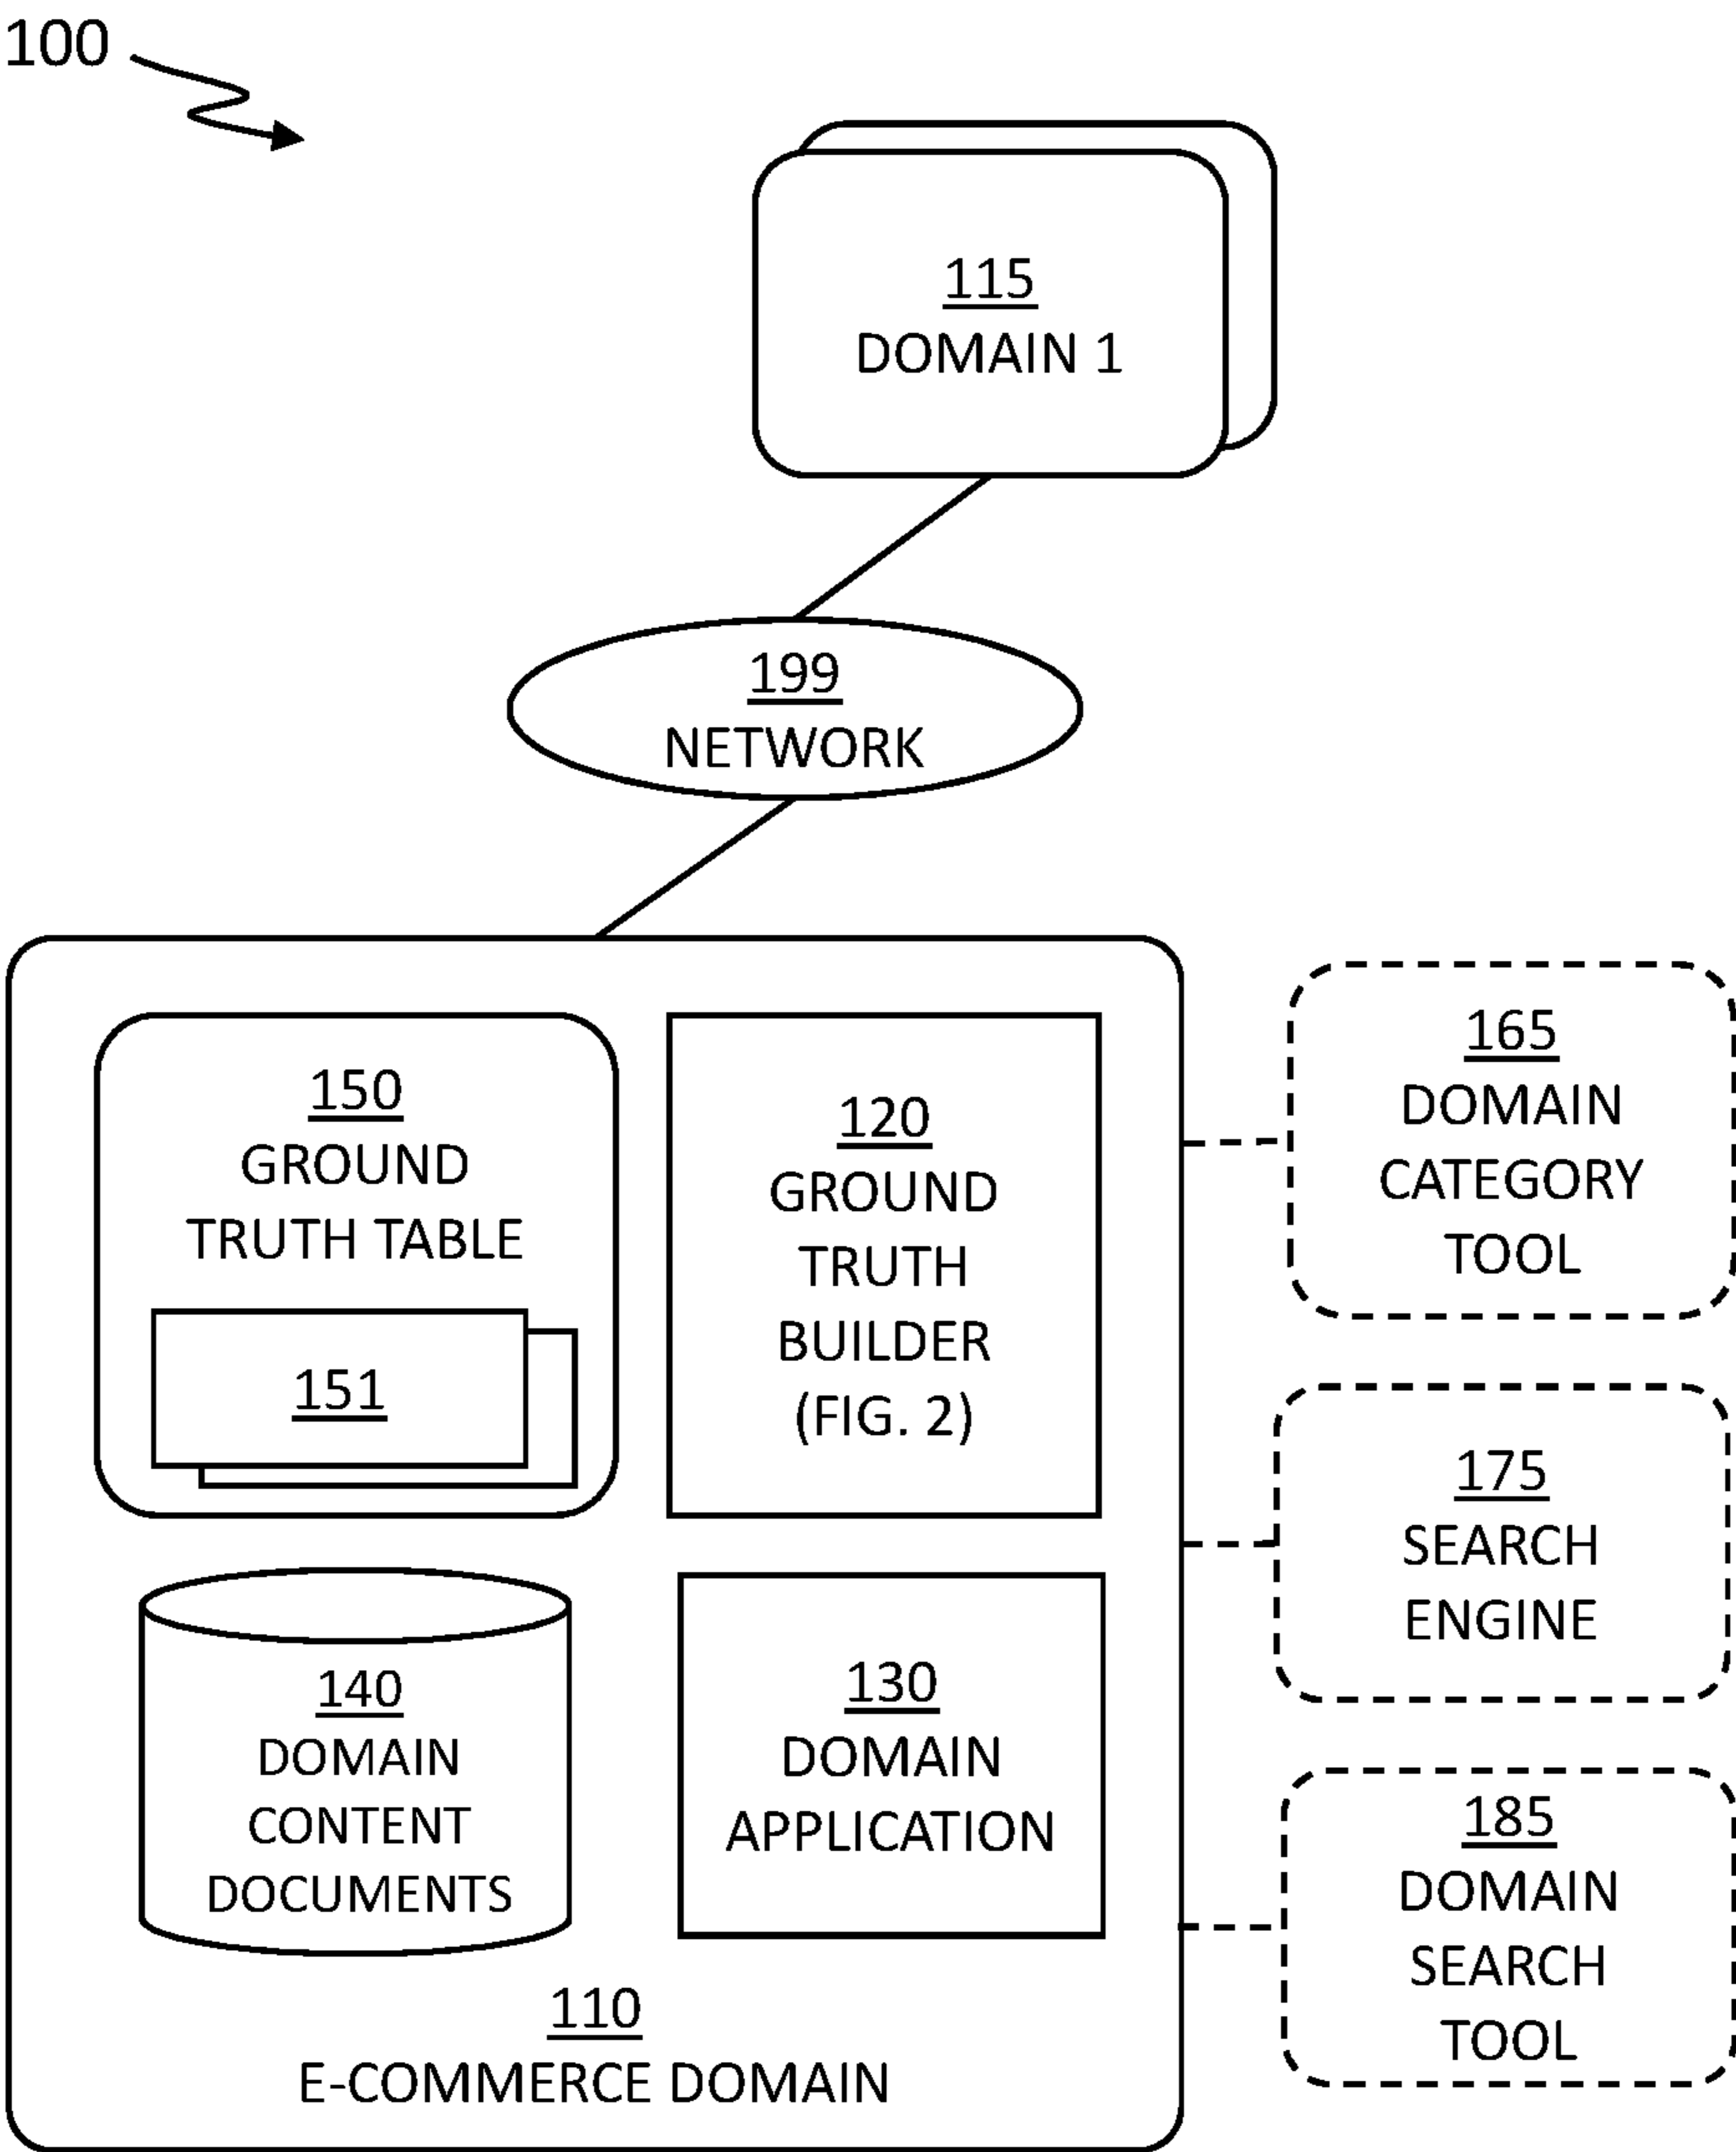 100
115
DOMAIN 1
199
NETWORK
150
GROUND
TRUTH TABLE
151
120
GROUND
TRUTH
BUILDER
(FIG. 2)
140
DOMAIN
CONTENT
DOCUMENTS
130
DOMAIN
APPLICATION
110
E-COMMERCE DOMAIN
165
DOMAIN
CATEGORY
TOOL
175
SEARCH
ENGINE
185
DOMAIN
SEARCH
TOOL